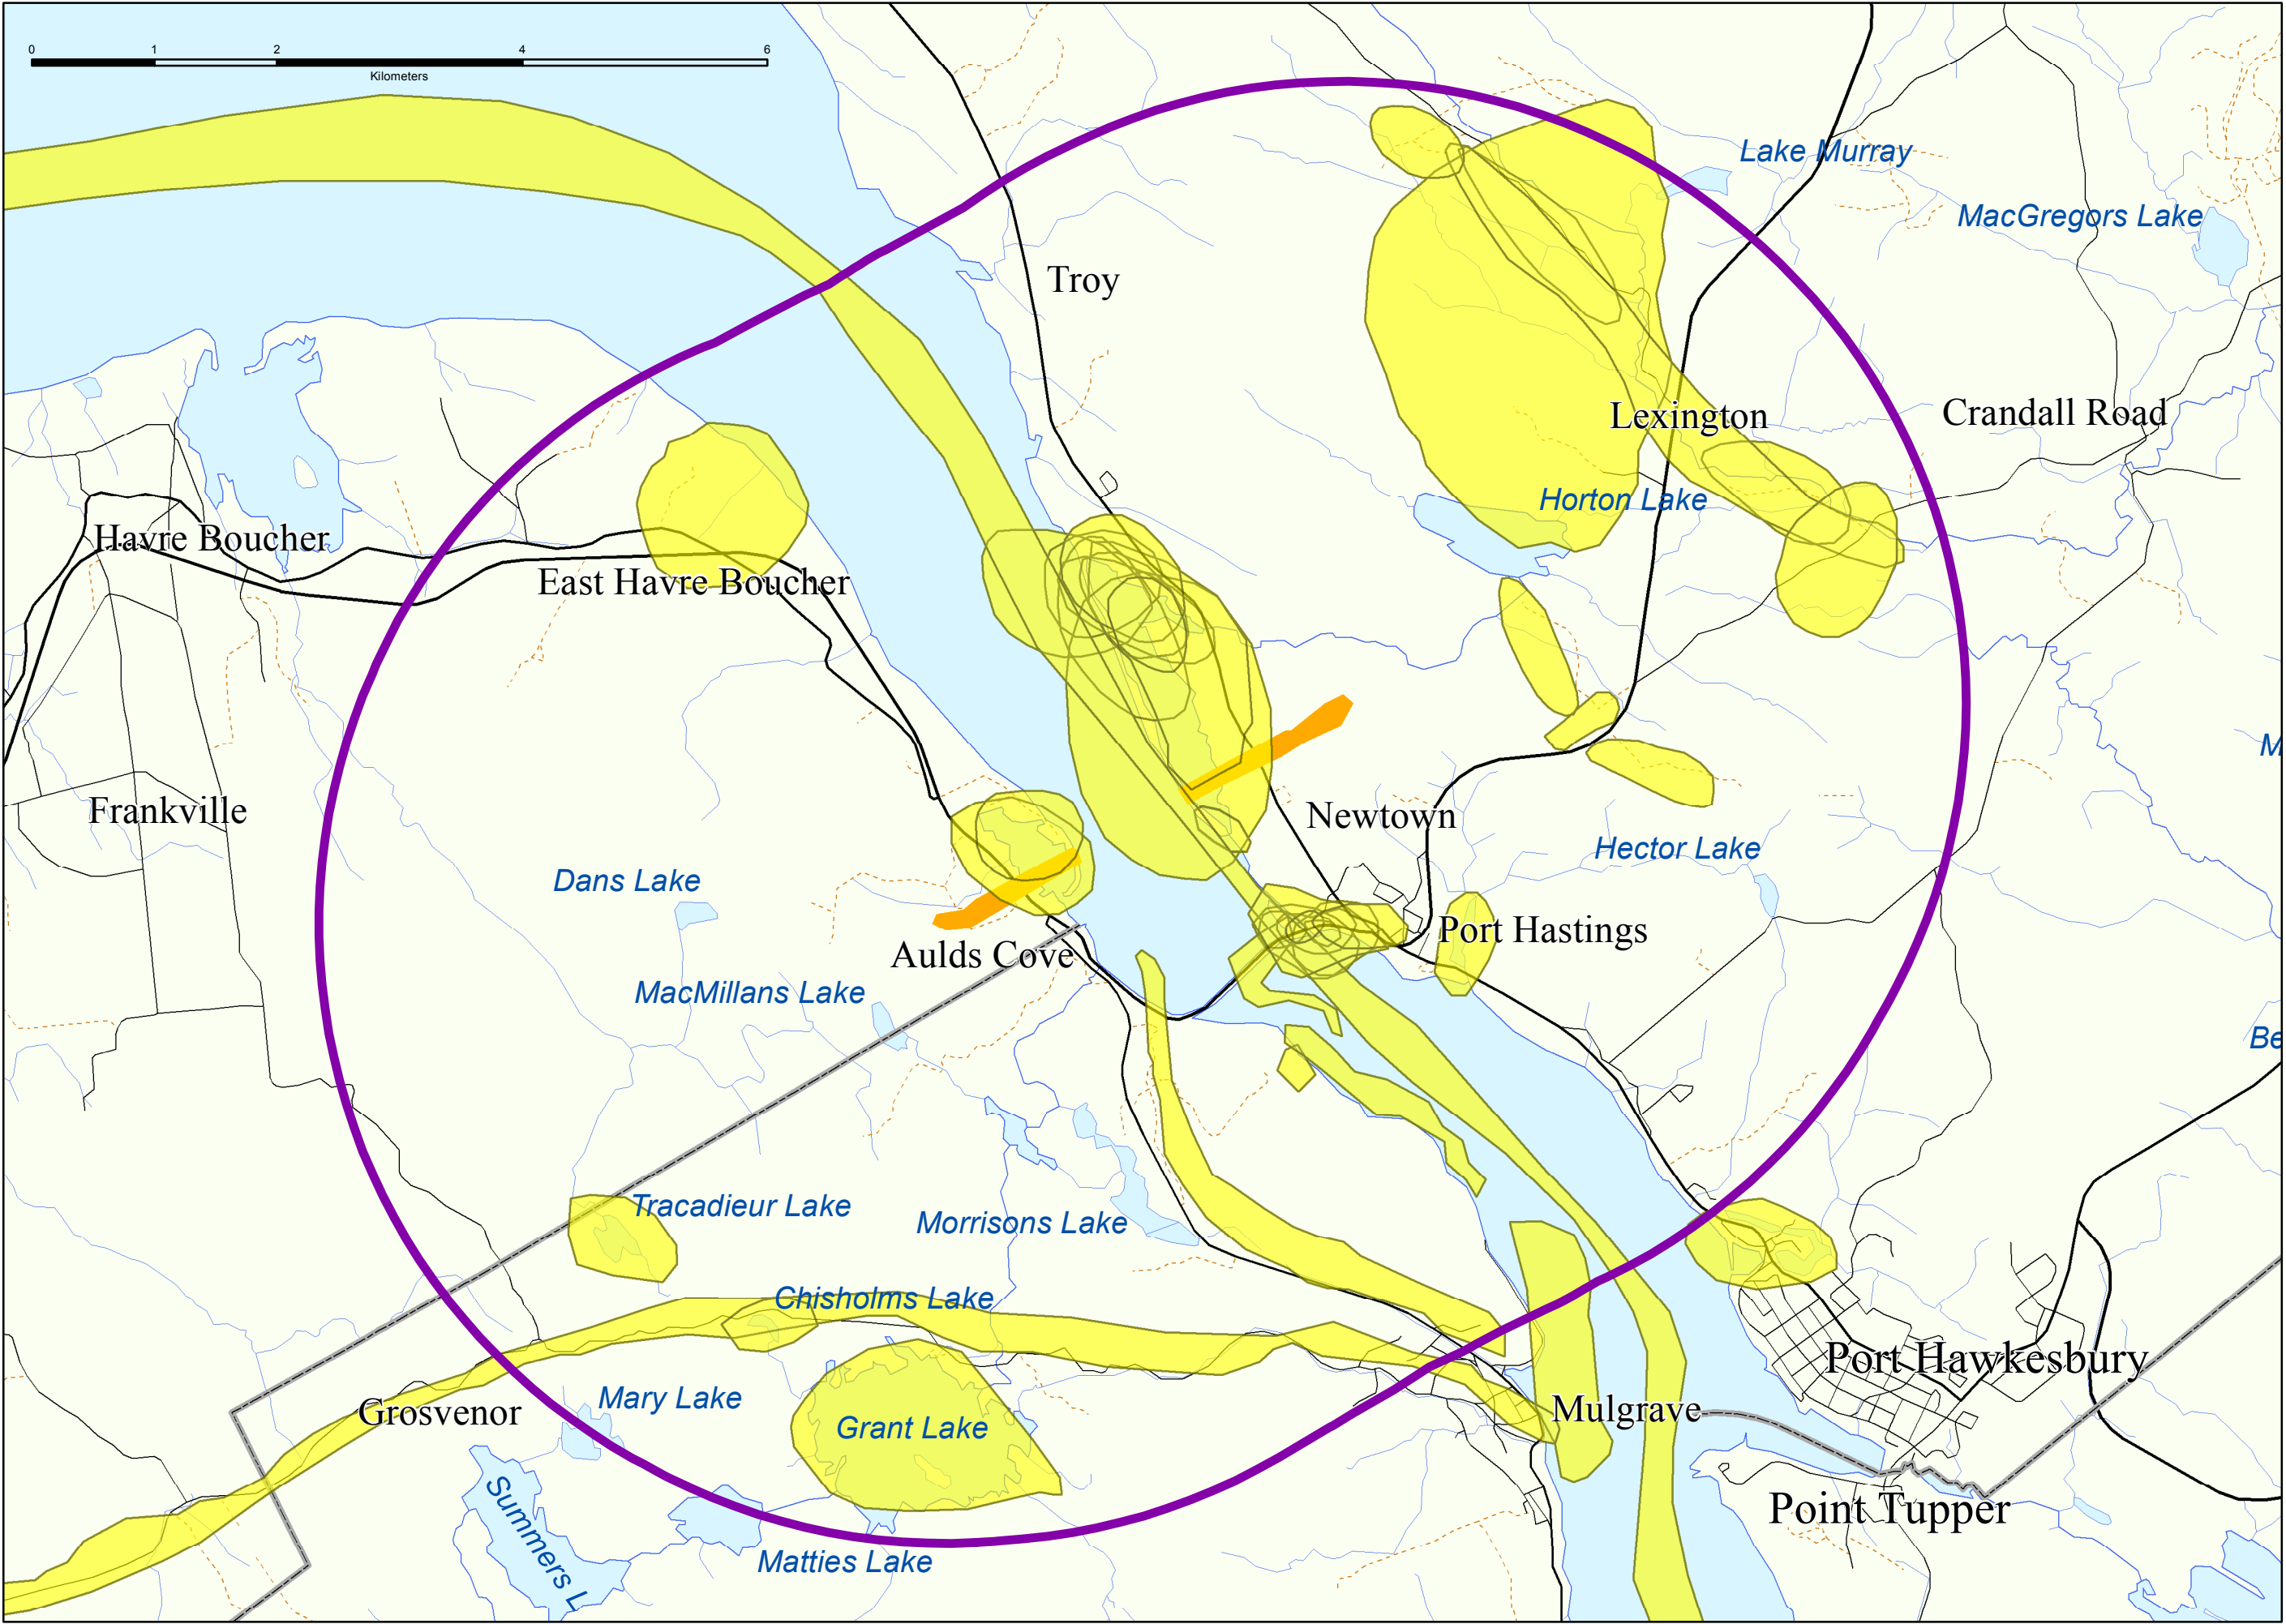 0 1 2 4 6
Kilometers
Lake Murray
MacGregors Lake
Troy
Lexington
Crandall Road
Horton Lake
Havre Boucher
East Havre Boucher
M
Frankville
Newtown
Hector Lake
Dans Lake
Port Hastings
Aulds Cove
MacMillans Lake
Be
Tracadieur Lake
Morrisons Lake
Chisholms Lake
Port Hawkesbury
Mary Lake
Grosvenor
Grant Lake
Mulgrave
Summers L
Point Tupper
Matties Lake